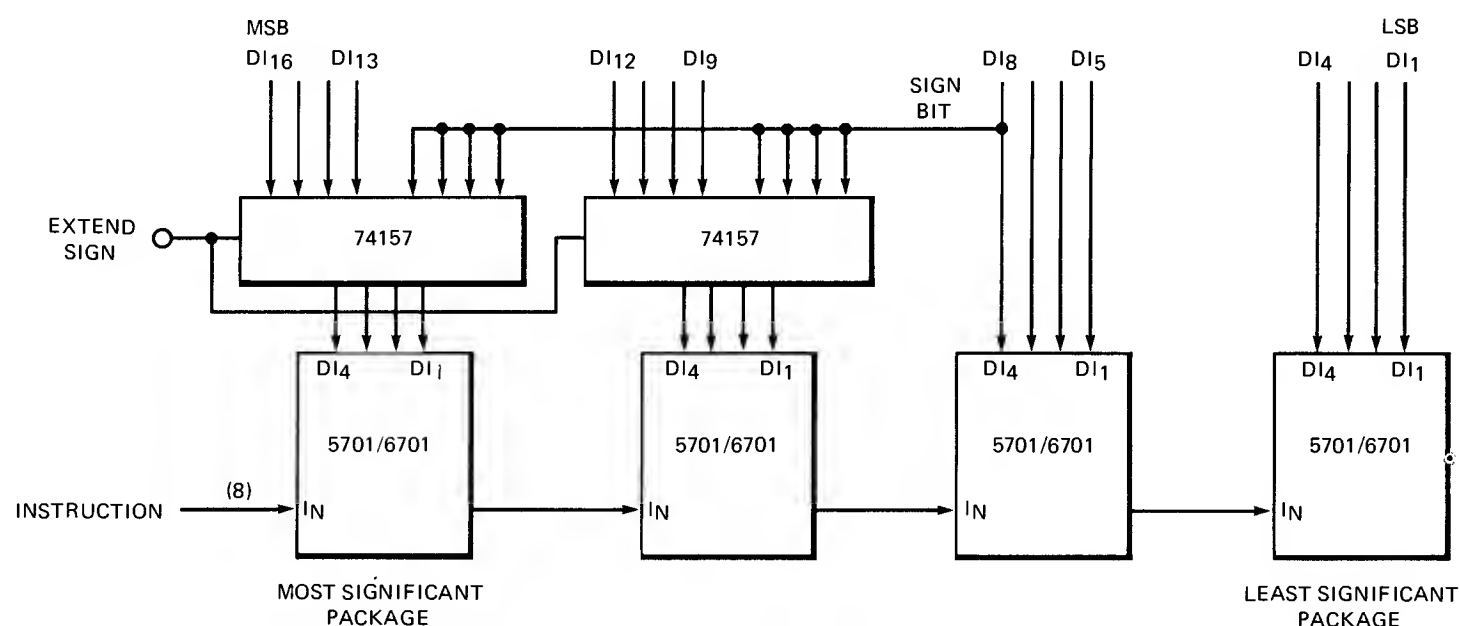 MSB
LSB
DI16 DI13
DI12 DI9
DI8 DI5
DI4 DI1
SIGN
BIT
EXTEND
SIGN
74157
74157
DI4 DI1
DI4 DI1
DI4 DI1
DI4 DI1
5701/6701
5701/6701
5701/6701
5701/6701
INSTRUCTION
(8)
IN
IN
IN
IN
MOST SIGNIFICANT
PACKAGE
LEAST SIGNIFICANT
PACKAGE